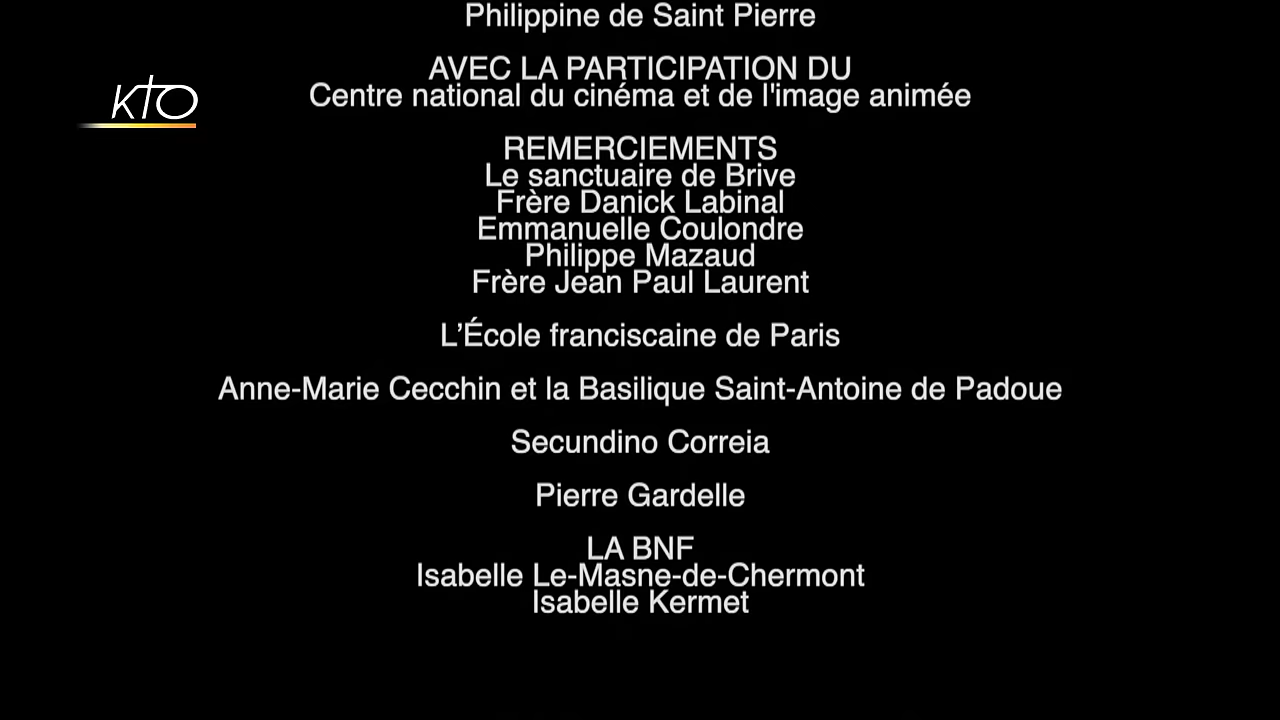 Philippine de Saint Pierre
AVEC LA PARTICIPATION DU
KTO
Centre national du cinéma et de l'image animée
REMERCIEMENTS
Le sanctuaire de Brive
Frère Danick Labinal
Emmanuelle Coulondre
Philippe Mazaud
Frère Jean Paul Laurent
L’École franciscaine de Paris
Anne-Marie Cecchin et la Basilique Saint-Antoine de Padoue
Secundino Correia
Pierre Gardelle
LA BNF
Isabelle Le-Masne-de-Chermont
Isabelle Kermet